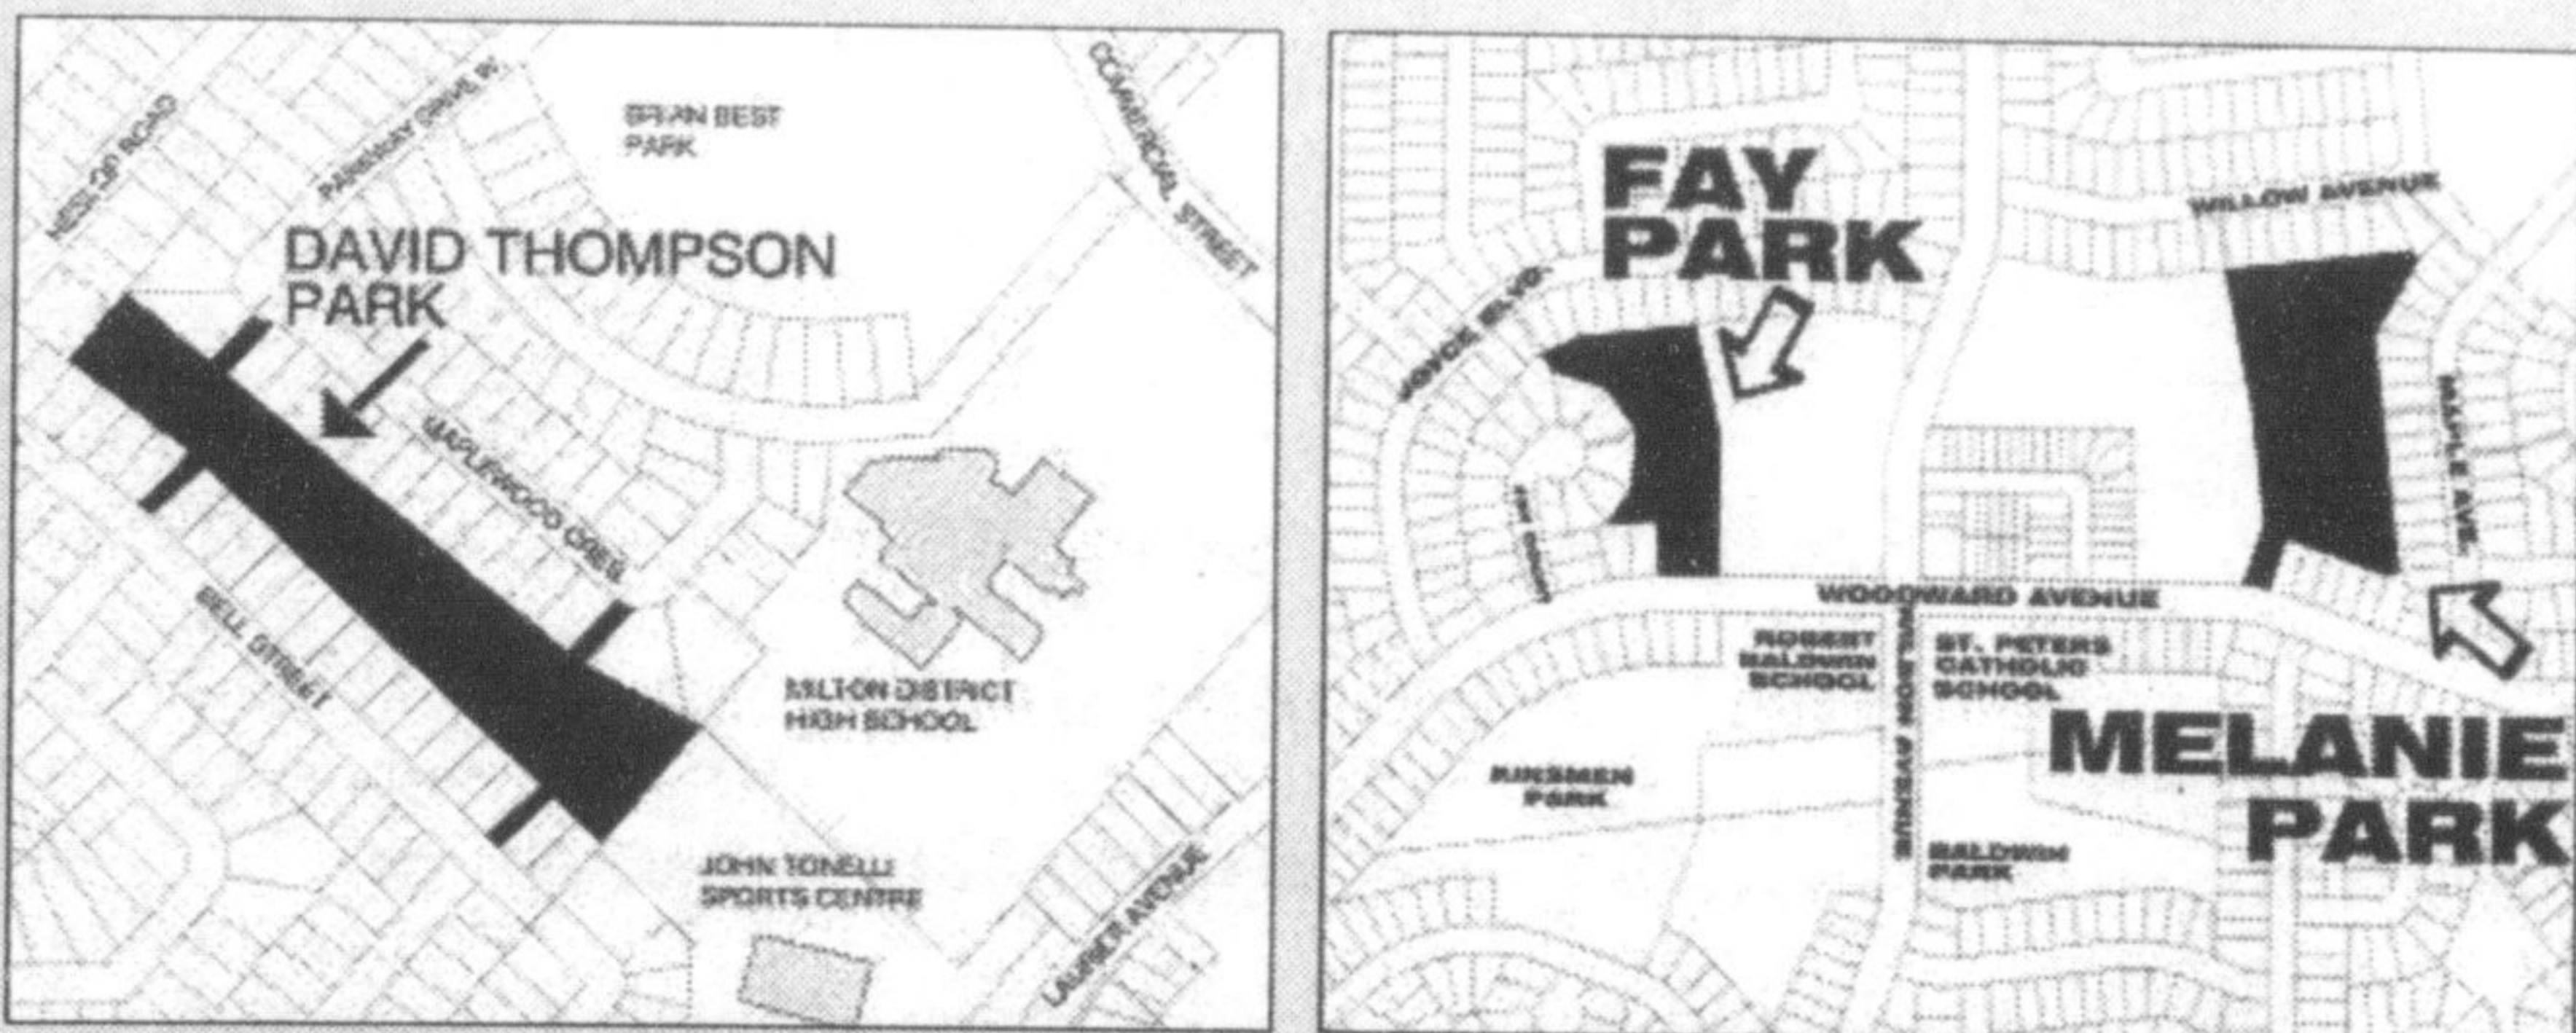 HESLOP ROAD
PARKWAY DRIVE W.
BRIAN BEST
PARK
COMMERCIAL STREET
DAVID THOMPSON
PARK
MAPLEWOOD CRES
BELL STREET
MILTON DISTRICT
HIGH SCHOOL
JOHN TONELLI
SPORTS CENTRE
LAURIER AVENUE
FAY
PARK
WILLOW AVENUE
JOYCE BLVD.
MAPLE AVE.
COURT
WOODWARD AVENUE
ROBERT
BALDWIN
SCHOOL
WILSON AVENUE
ST. PETERS
CATHOLIC
SCHOOL
MELANIE
PARK
KINSMEN
PARK
BALDWIN
PARK